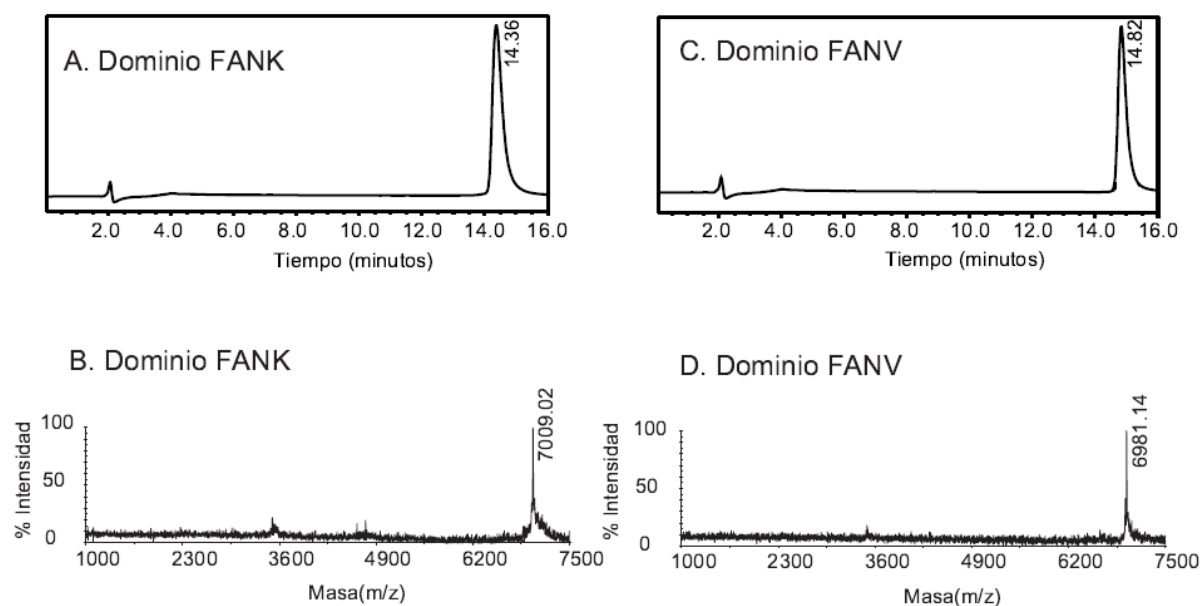 A. Dominio FANK
14.36
2.0 4.0 6.0 8.0 10.0 12.0 14.0 16.0
Tiempo (minutos)
C. Dominio FANV
14.82
2.0 4.0 6.0 8.0 10.0 12.0 14.0 16.0
Tiempo (minutos)
B. Dominio FANK
% Intensidad
100
50
0
7009.02
1000 2300 3600 4900 6200 7500
Masa(m/z)
D. Dominio FANV
% Intensidad
100
50
0
6981.14
1000 2300 3600 4900 6200 7500
Masa(m/z)